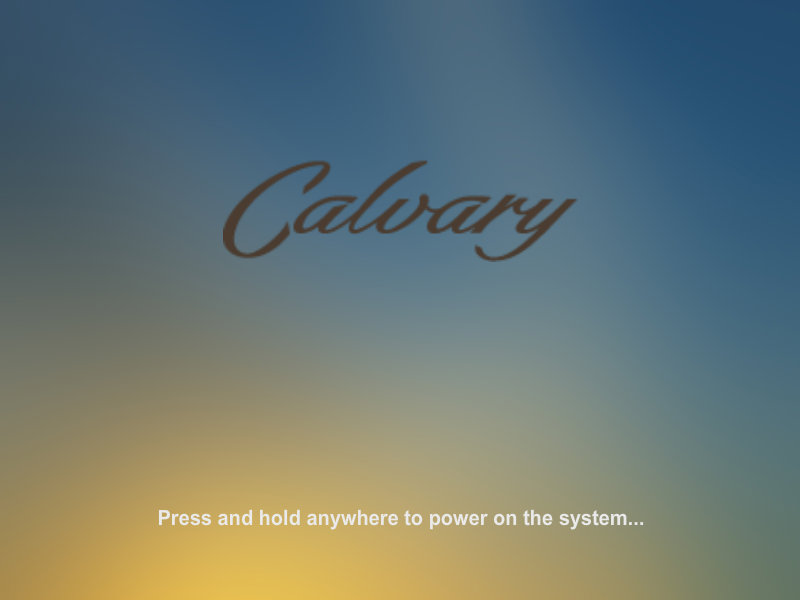 Calvary
Press and hold anywhere to power on the system...